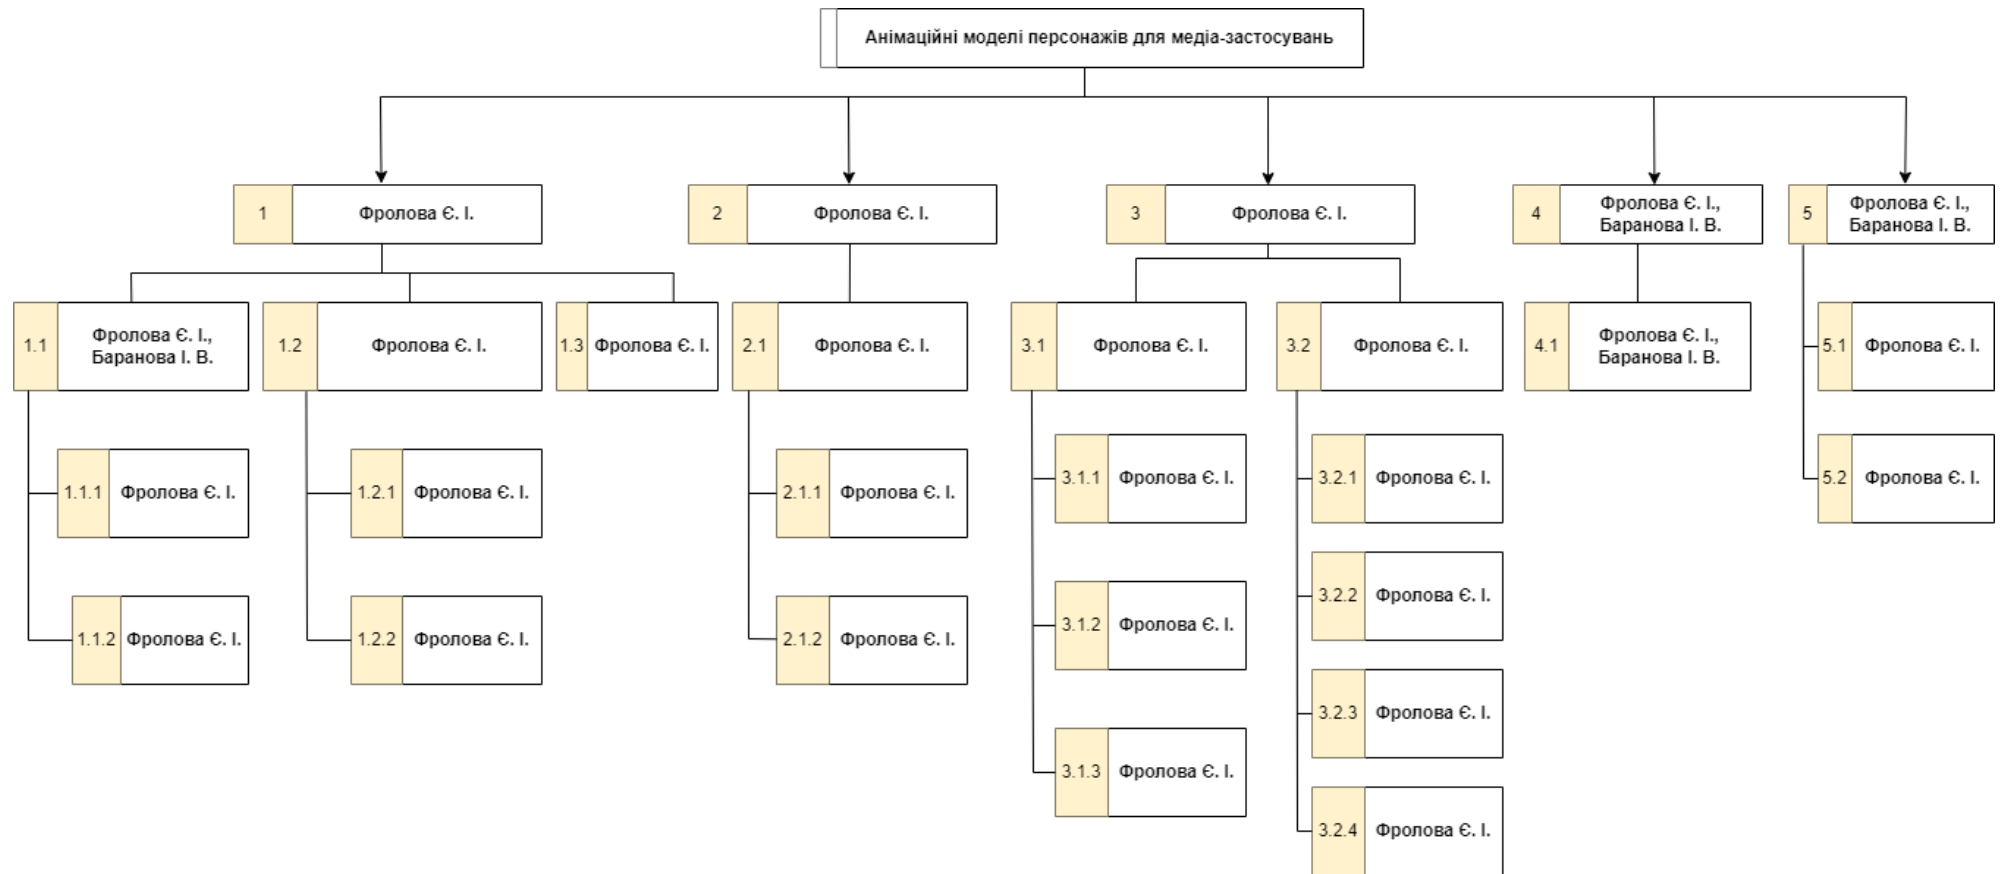 Анімаційні моделі персонажів для медіа-застосувань
1
Фролова Є. І.
2
Фролова Є. І.
3
Фролова Є. І.
4
Фролова Є. І.,
Баранова І. В.
5
Фролова Є. І.,
Баранова І. В.
1.1
Фролова Є. І.,
Баранова І. В.
1.2
Фролова Є. І.
1.3
Фролова Є. І.
2.1
Фролова Є. І.
3.1
Фролова Є. І.
3.2
Фролова Є. І.
4.1
Фролова Є. І.,
Баранова І. В.
5.1
Фролова Є. І.
1.1.1
Фролова Є. І.
1.2.1
Фролова Є. І.
2.1.1
Фролова Є. І.
3.1.1
Фролова Є. І.
3.2.1
Фролова Є. І.
5.2
Фролова Є. І.
1.1.2
Фролова Є. І.
1.2.2
Фролова Є. І.
2.1.2
Фролова Є. І.
3.1.2
Фролова Є. І.
3.2.2
Фролова Є. І.
3.1.3
Фролова Є. І.
3.2.3
Фролова Є. І.
3.2.4
Фролова Є. І.